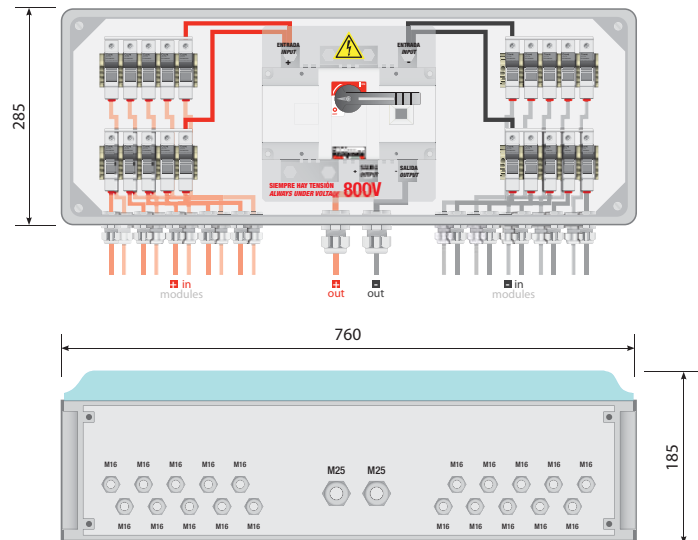 285
ENTRADA
INPUT
+
ENTRADA
INPUT
-
+
OUTPUT
- SALIDA
OUTPUT
SIEMPRE HAY TENSIÓN
ALWAYS UNDER VOLTA
800V
+ in
modules
+
out
-
out
- in
modules
760
185
M16 M16 M16 M16 M16
M25 M25
M16 M16 M16 M16 M16
M16 M16 M16 M16 M16
M16 M16 M16 M16 M16